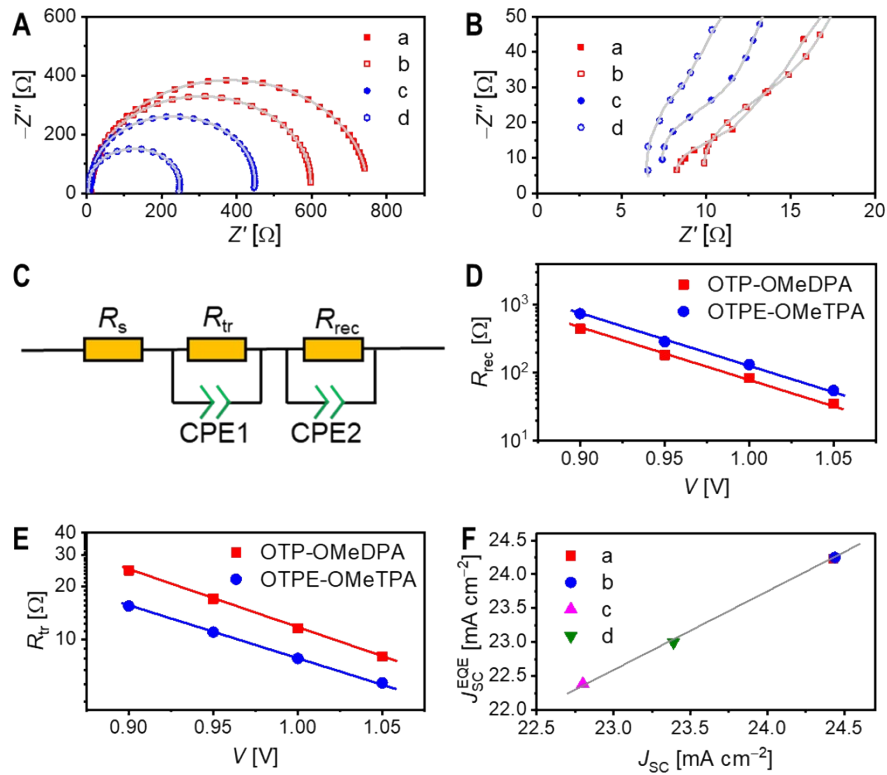 A
600
400
200
0
0
200
400
600
800
−Z″ [Ω]
Z′ [Ω]
a
b
c
d
B
50
40
30
20
10
0
0
5
10
15
20
−Z″ [Ω]
Z′ [Ω]
a
b
c
d
C
Rs
Rtr
Rrec
CPE1
CPE2
D
10³
10²
10¹
Rrec [Ω]
OTP-OMeDPA
OTPE-OMeTPA
0.90
0.95
1.00
1.05
V [V]
E
40
30
20
10
Rtr [Ω]
OTP-OMeDPA
OTPE-OMeTPA
0.90
0.95
1.00
1.05
V [V]
F
24.5
24.0
23.5
23.0
22.5
22.0
JSC^EQE [mA cm⁻²]
a
b
c
d
22.5
23.0
23.5
24.0
24.5
JSC [mA cm⁻²]